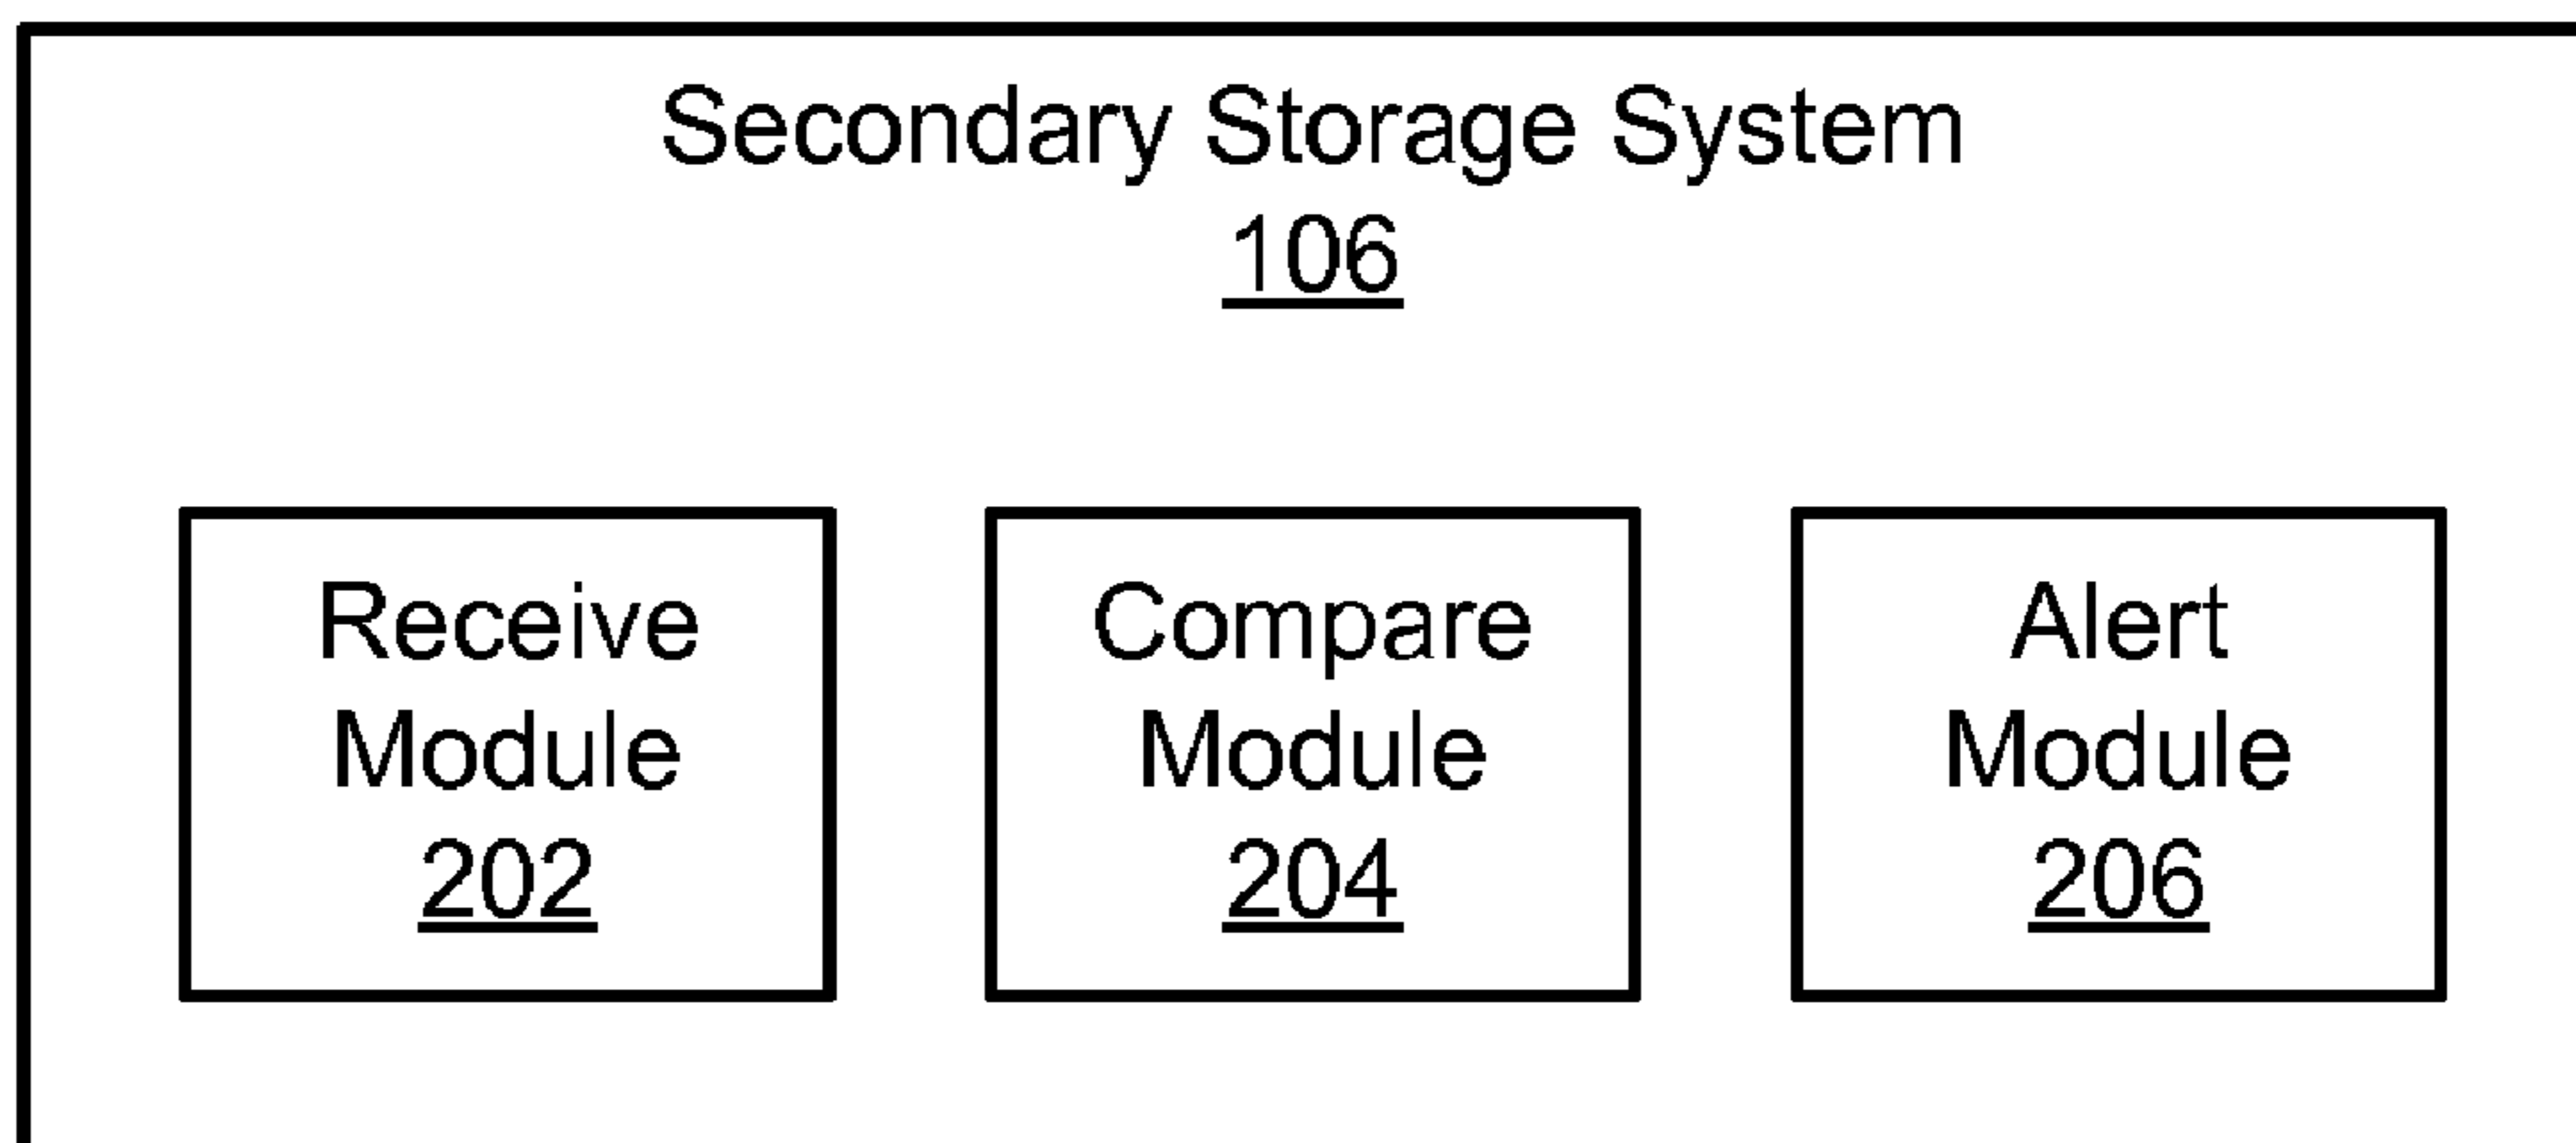 Secondary Storage System
106
Receive
Module
202
Compare
Module
204
Alert
Module
206